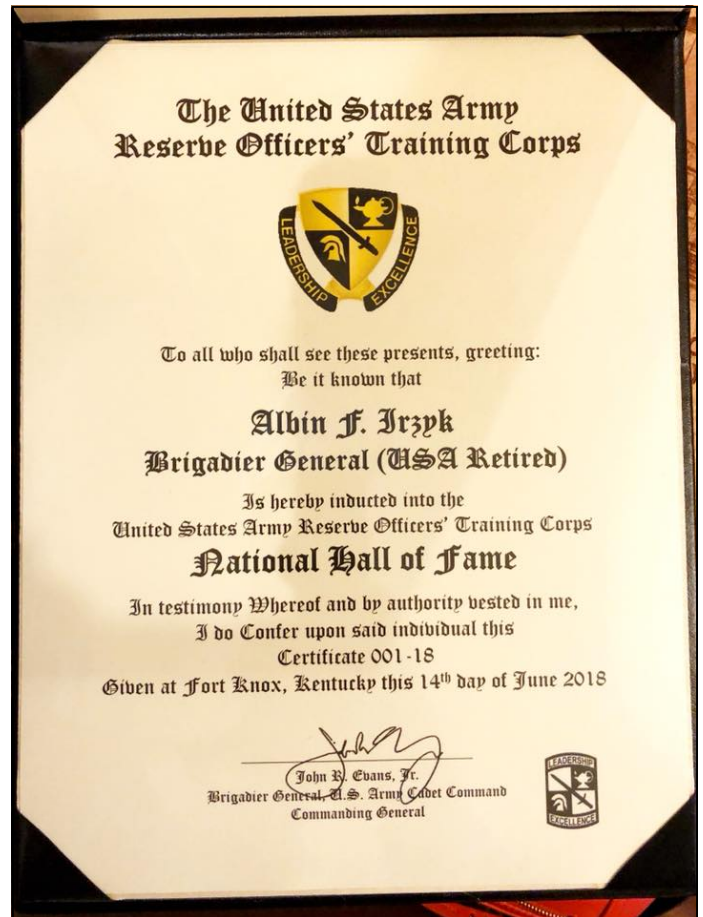 The United States Army
Reserve Officers' Training Corps
LEADERSHIP
EXCELLENCE
To all who shall see these presents, greeting:
Be it known that
Albin F. Irzyk
Brigadier General (USA Retired)
Is hereby inducted into the
United States Army Reserve Officers' Training Corps
National Hall of Fame
In testimony Whereof and by authority vested in me,
I do Confer upon said individual this
Certificate 001-18
Given at Fort Knox, Kentucky this 14th day of June 2018
John R. Evans, Jr.
Brigadier General, U.S. Army Cadet Command
Commanding General
LEADERSHIP
EXCELLENCE